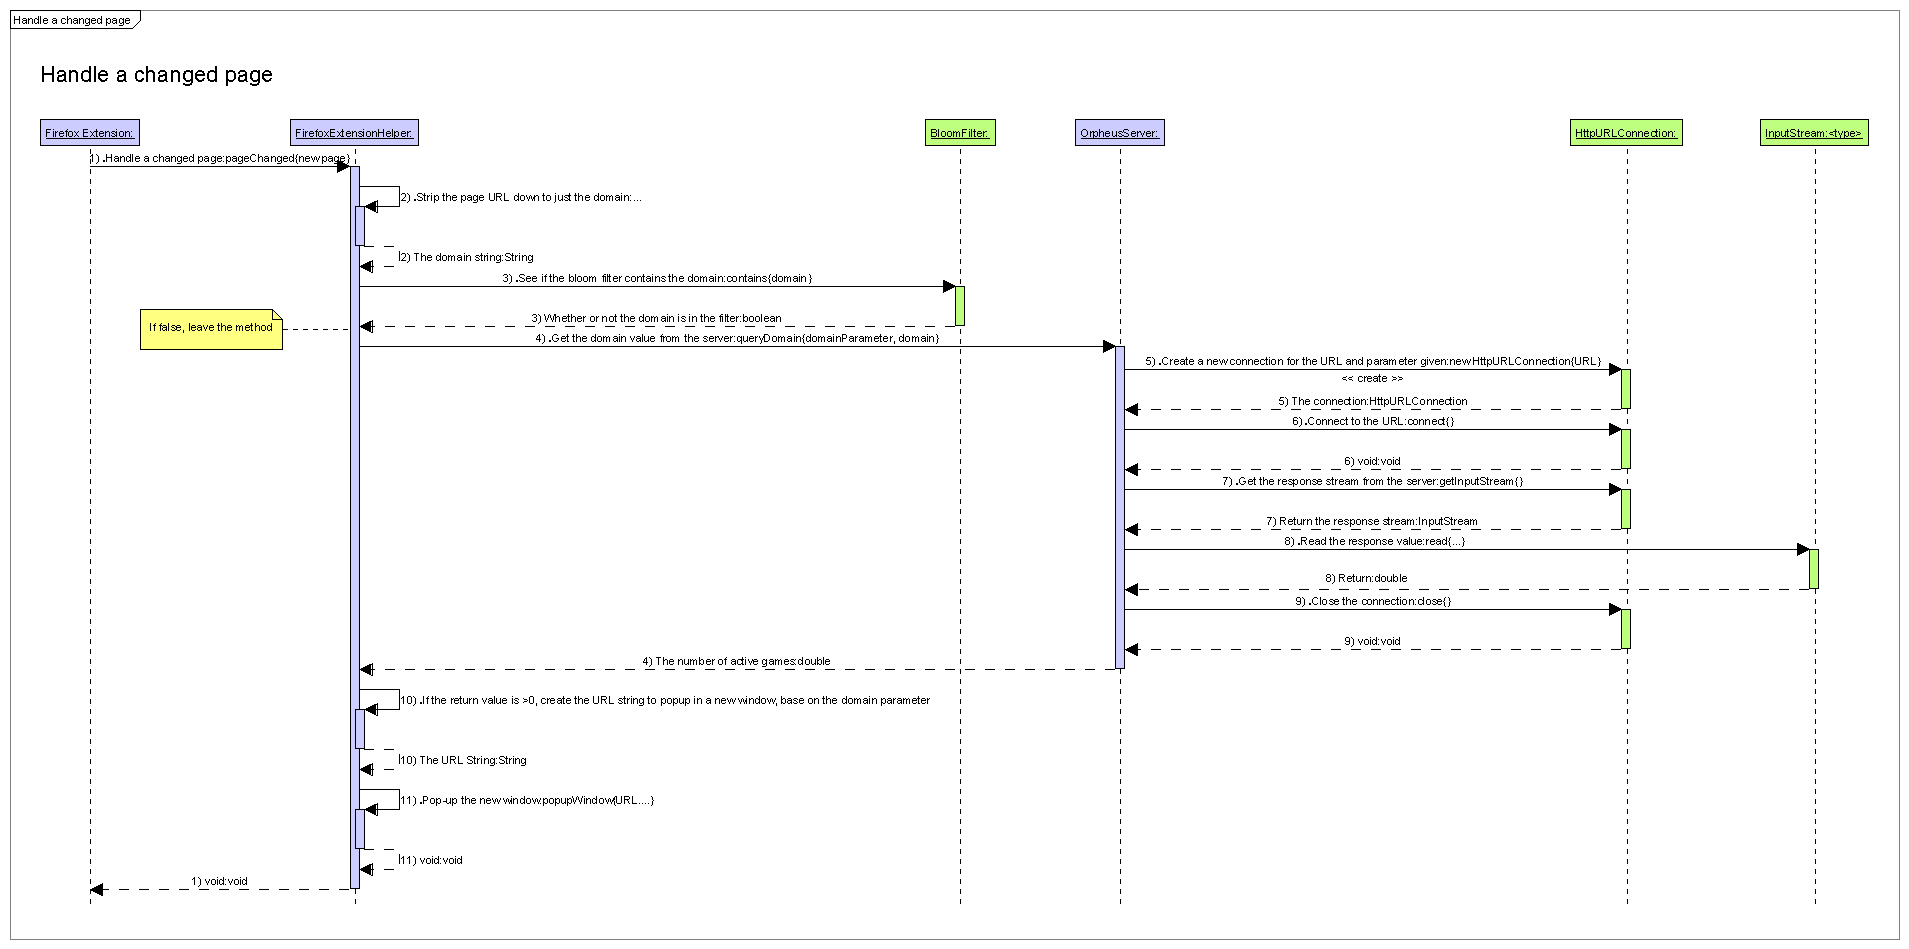 Handle a changed page
Handle a changed page
Firefox Extension:
FirefoxExtensionHelper:
BloomFilter:
OrpheusServer:
HttpURLConnection:
InputStream:<type>
1) .Handle a changed page:pageChanged{new page}
2) .Strip the page URL down to just the domain:...
2) The domain string:String
3) .See if the bloom filter contains the domain:contains{domain}
If false, leave the method
3) Whether or not the domain is in the filter:boolean
4) .Get the domain value from the server:queryDomain{domainParameter, domain}
5) .Create a new connection for the URL and parameter given:new HttpURLConnection{URL}
<< create >>
5) The connection:HttpURLConnection
6) .Connect to the URL:connect{}
6) void:void
7) .Get the response stream from the server:getInputStream{}
7) Return the response stream:InputStream
8) .Read the response value:read{...}
8) Return:double
9) .Close the connection:close{}
9) void:void
4) The number of active games:double
10) .If the return value is >0, create the URL string to popup in a new window, base on the domain parameter
10) The URL String:String
11) .Pop-up the new window:popupWindow{URL....}
11) void:void
1) void:void